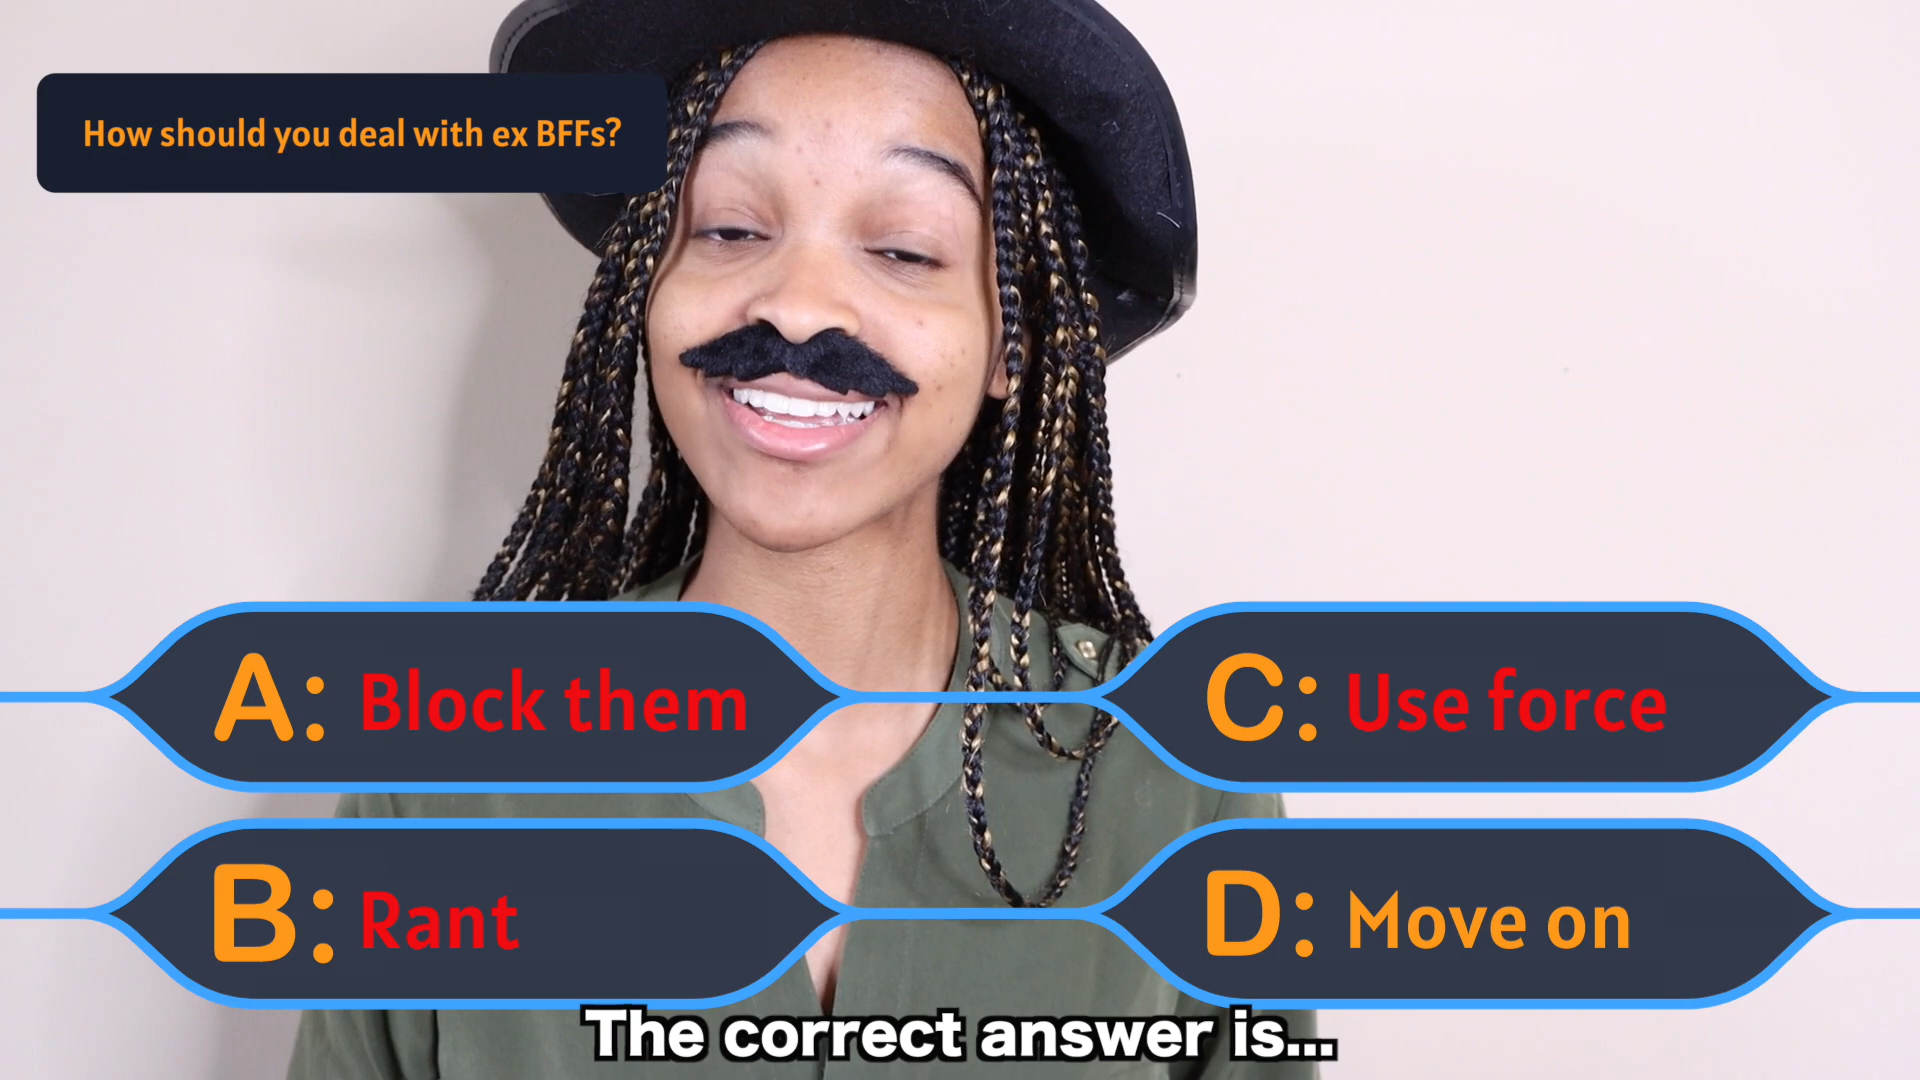 How should you deal with ex BFFs?
A: Block them
C: Use force
B: Rant
D: Move on
The correct answer is...